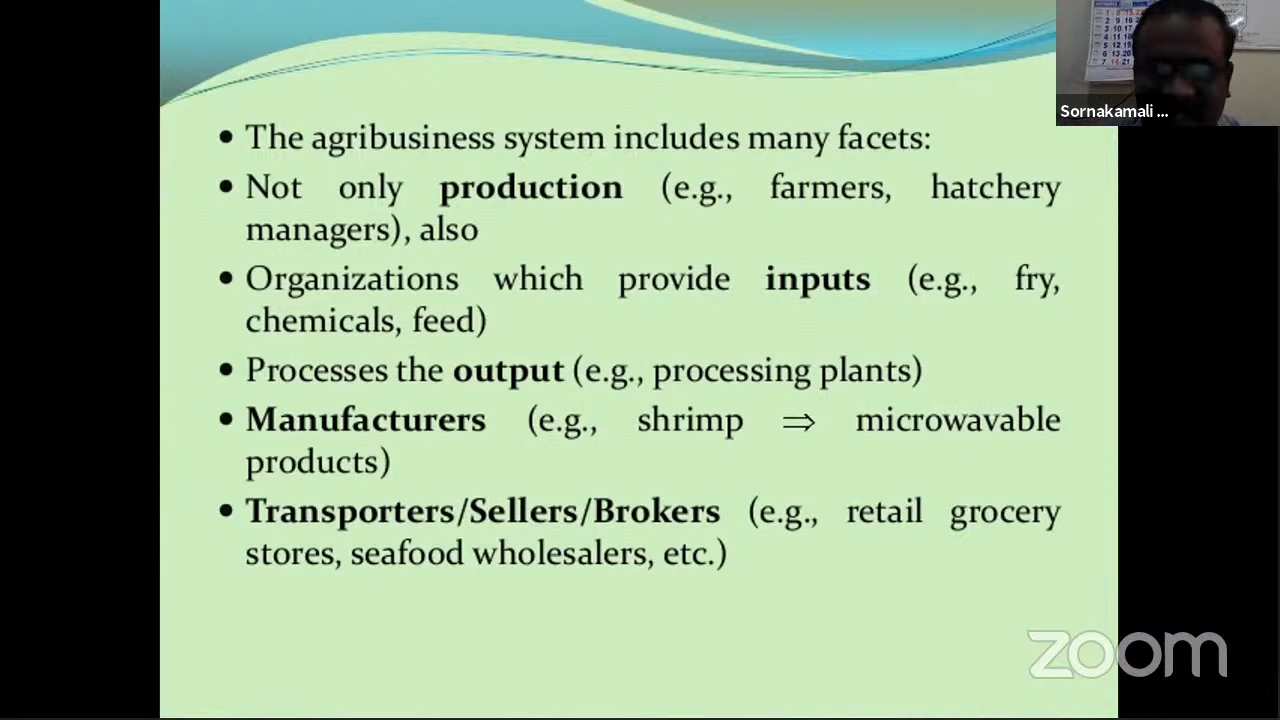 • The agribusiness system includes many facets:
• Not only production (e.g., farmers, hatchery
managers), also
• Organizations which provide inputs (e.g., fry,
chemicals, feed)
• Processes the output (e.g., processing plants)
• Manufacturers (e.g., shrimp ⇒ microwavable
products)
• Transporters/Sellers/Brokers (e.g., retail grocery
stores, seafood wholesalers, etc.)
Sornakamali ...
zoom